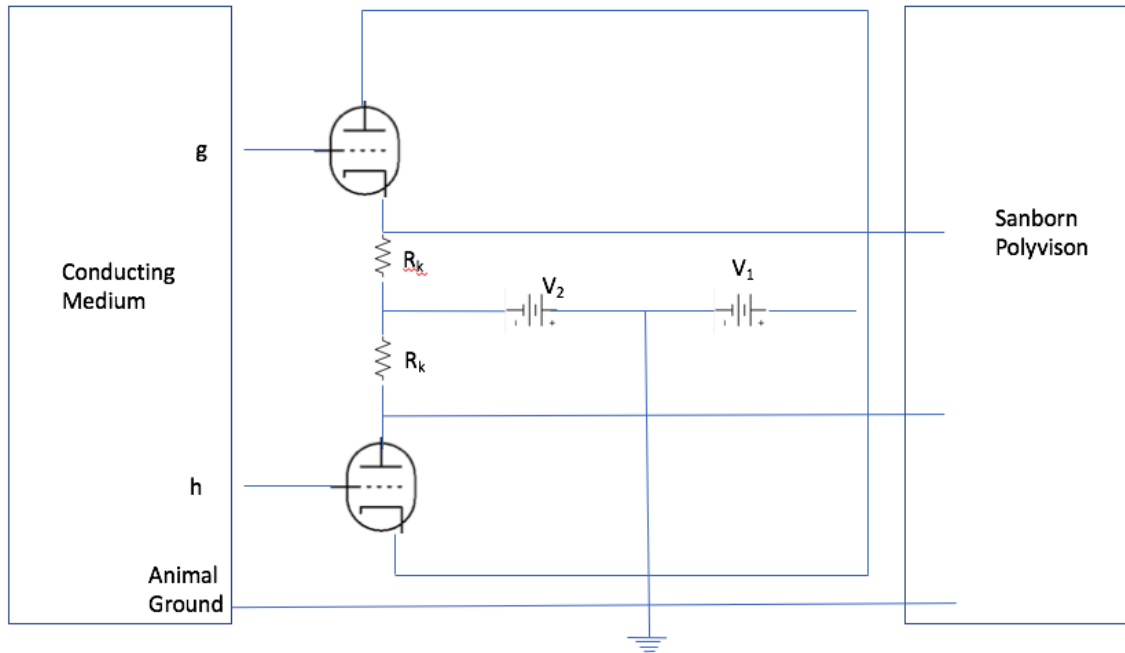 g
Conducting
Medium
h
Animal
Ground
Rk
Rk
V2
- +
V1
- +
Sanborn
Polyvison